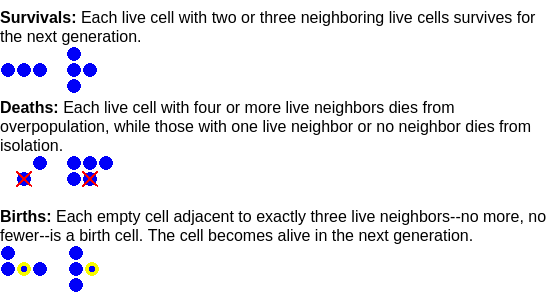 Survivals: Each live cell with two or three neighboring live cells survives for
the next generation.
Deaths: Each live cell with four or more live neighbors dies from
overpopulation, while those with one live neighbor or no neighbor dies from
isolation.
Births: Each empty cell adjacent to exactly three live neighbors--no more, no
fewer--is a birth cell. The cell becomes alive in the next generation.